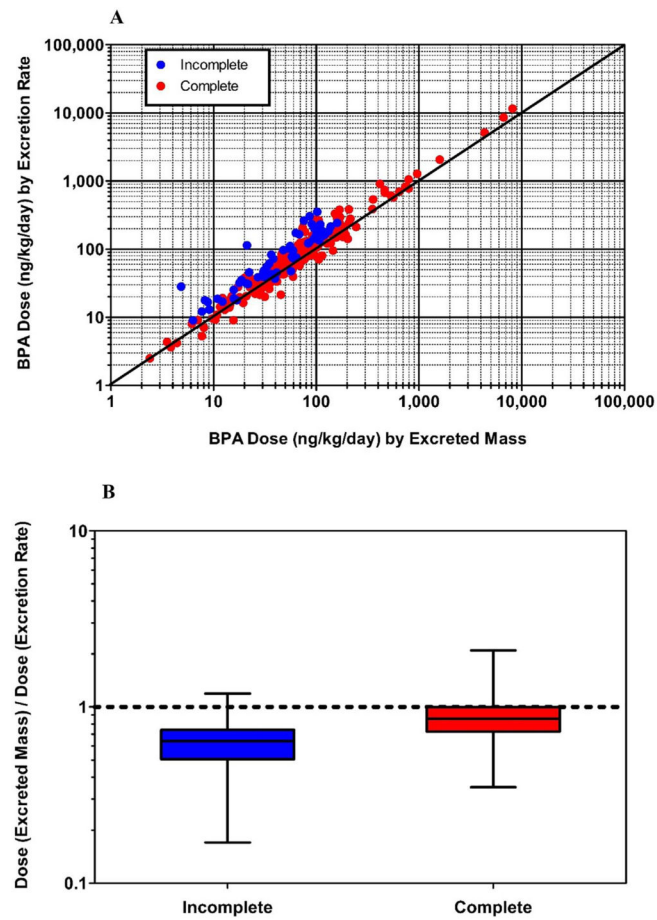 A
BPA Dose (ng/kg/day) by Excretion Rate
100,000
10,000
1,000
100
10
1
Incomplete
Complete
1 10 100 1,000 10,000 100,000
BPA Dose (ng/kg/day) by Excreted Mass
B
Dose (Excreted Mass) / Dose (Excretion Rate)
10
1
0.1
Incomplete Complete